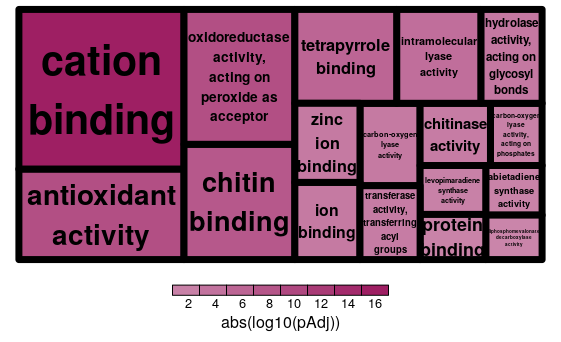 cation
binding
antioxidant
activity
oxidoreductase
activity,
acting on
peroxide as
acceptor
chitin
binding
tetrapyrrole
binding
intramolecular
lyase
activity
hydrolase
activity,
acting on
glycosyl
bonds
zinc
ion
binding
ion
binding
carbon-oxygen
lyase
activity
transferase
activity,
transferring
acyl
groups
chitinase
activity
carbon-oxygen
lyase
activity,
acting on
phosphates
levopimaradiene
synthase
activity
abietadiene
synthase
activity
protein
binding
decarboxylase
activity
2 4 6 8 10 12 14 16
abs(log10(pAdj))